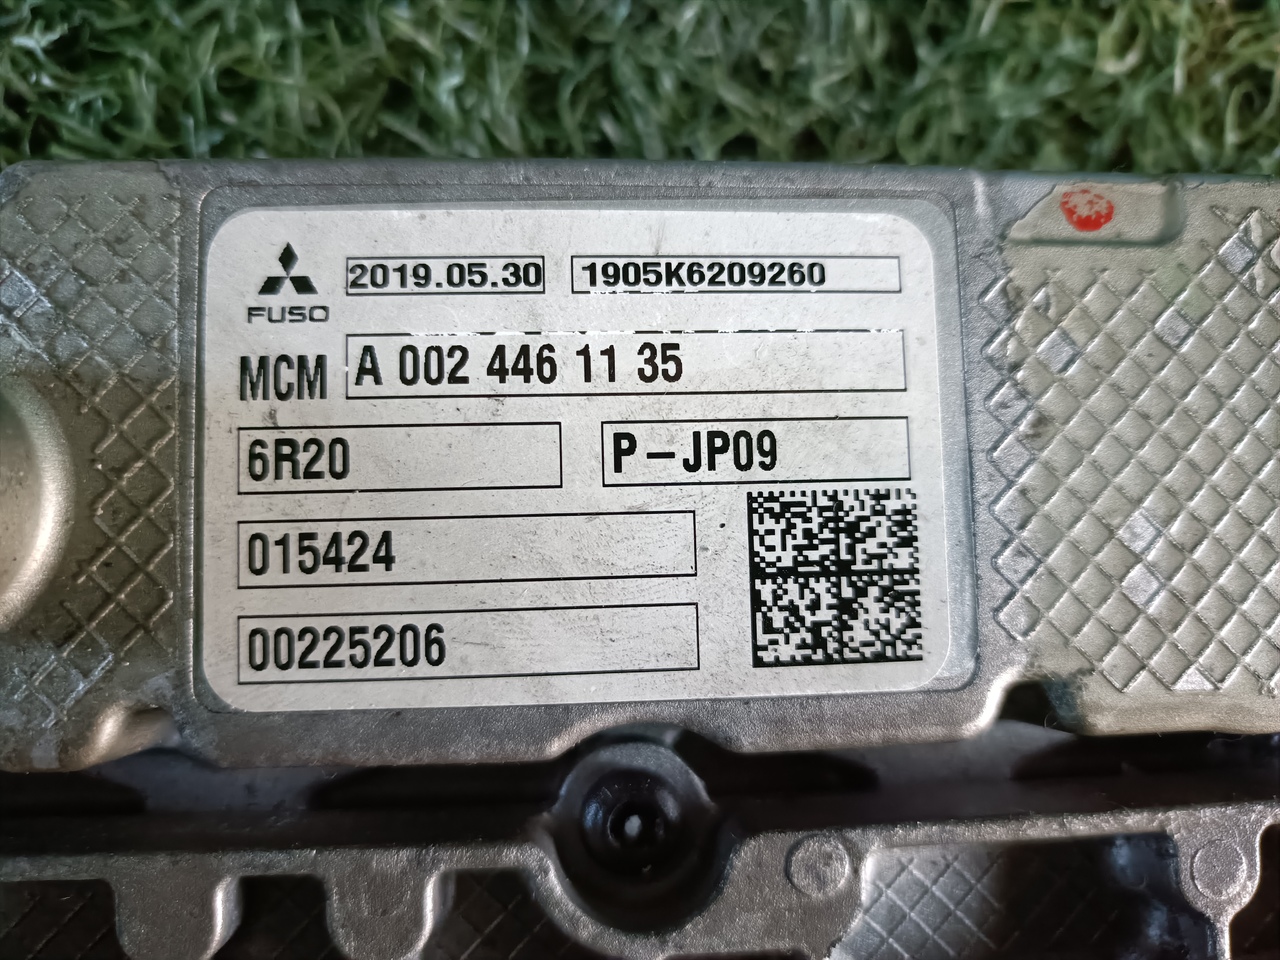 2019.05.30 1905K6209260
FUSO
MCM A 002 446 11 35
6R20 P-JP09
015424
00225206